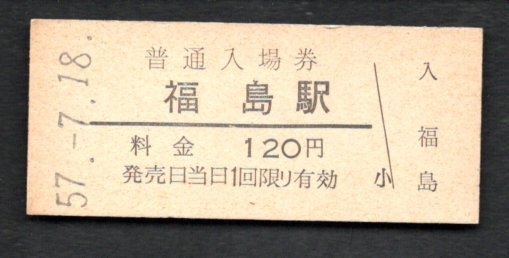 57.-7.18.
普通入場券
福島駅
料金 120円
発売日当日1回限り有効
小
入
福
島